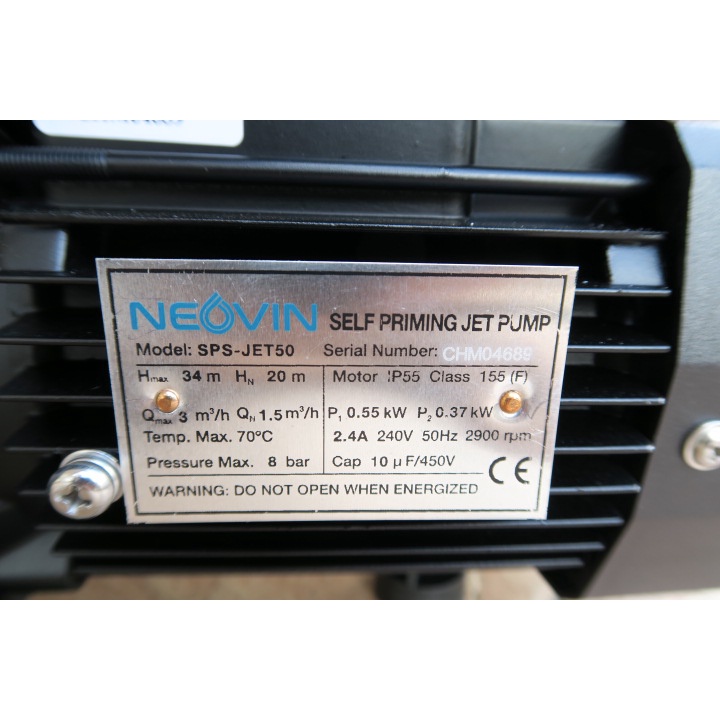 NEOVIN SELF PRIMING JET PUMP
Model: SPS-JET50 Serial Number: CHM04689
Hmax 34 m HN 20 m Motor IP55 Class 155 (F)
Qmax 3 m³/h QN 1.5 m³/h P1 0.55 kW P2 0.37 kW
Temp. Max. 70°C 2.4A 240V 50Hz 2900 rpm
Pressure Max. 8 bar Cap 10 µF/450V CE
WARNING: DO NOT OPEN WHEN ENERGIZED